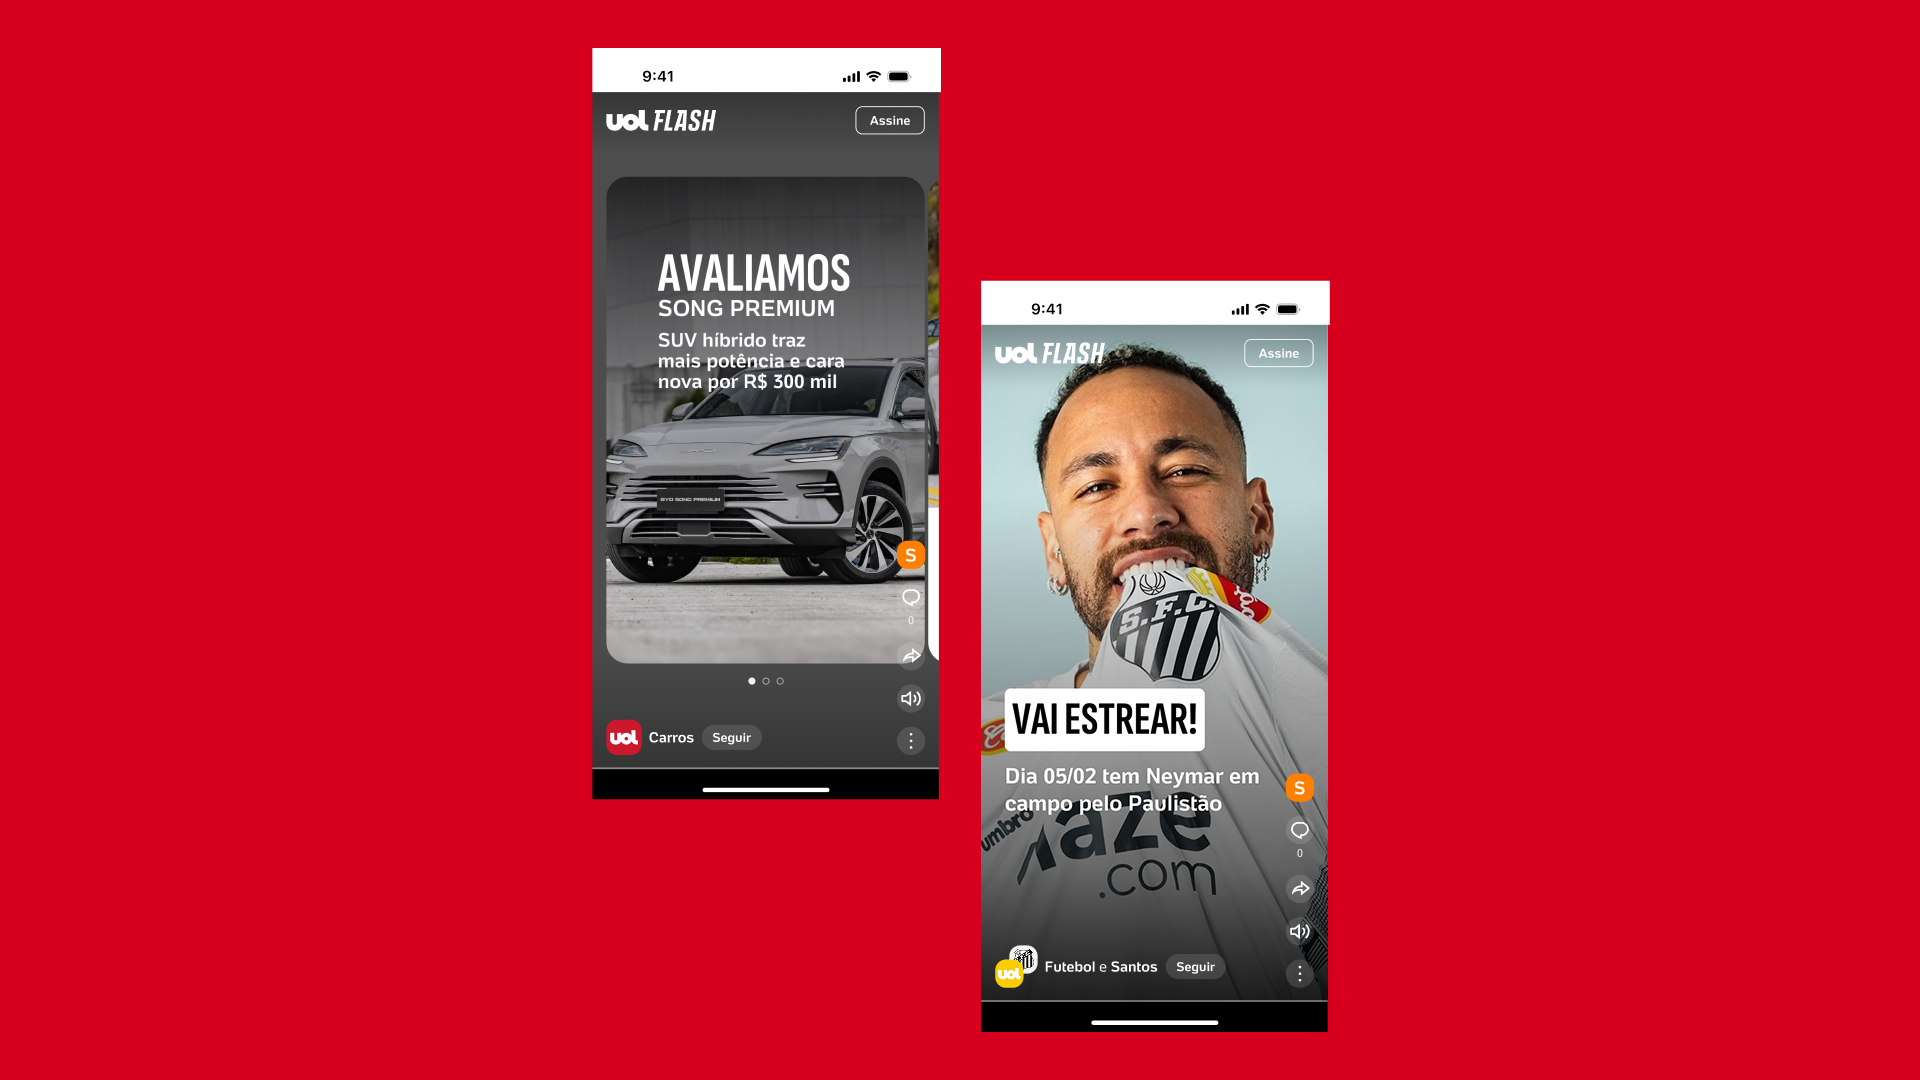 9:41
uol FLASH
Assine
AVALIAMOS
SONG PREMIUM
SUV híbrido traz
mais potência e cara
nova por R$ 300 mil
BYD SONG PREMIUM
S
0
uol Carros Seguir
9:41
uol FLASH
Assine
S.F.C
VAI ESTREAR!
Dia 05/02 tem Neymar em
campo pelo Paulistão
S
umbro
aze
.com
0
uol Futebol e Santos Seguir